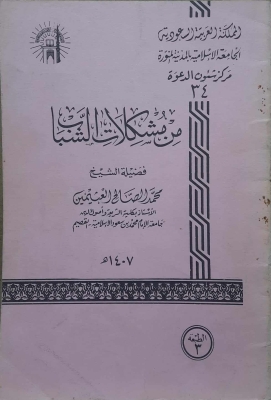 المملكة العربية السعودية
الجامعة الإسلامية بالمدينة المنورة
مركز شئون الدعوة
٣٤
من مشكلات الشباب
فضيلة الشيخ
محمد الصالح العثيمين
الأستاذ بكلية الشريعة وأصول الدين
بجامعة الإمام محمد بن سعود الإسلامية - القصيم
١٤٠٧هـ
الطبعة
٣